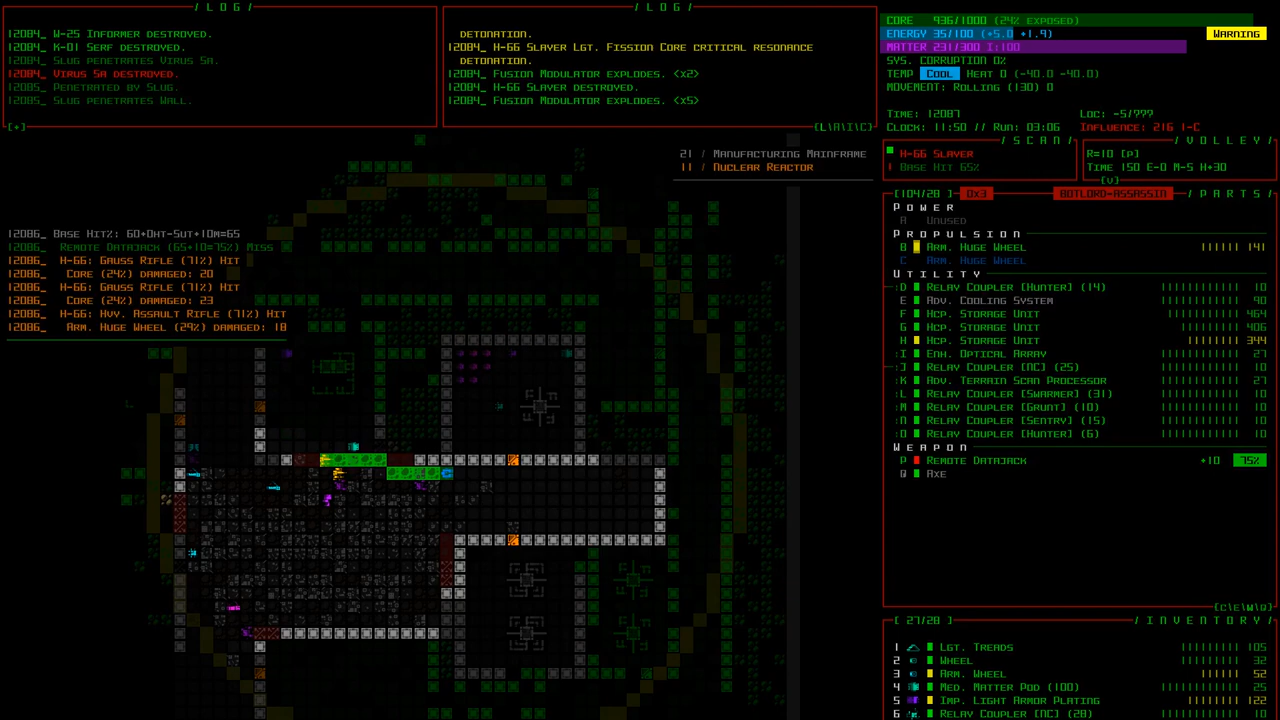 / L O G /
12084_ W-25 Informer destroyed.
12084_ K-01 Serf destroyed.
12084_ Slug penetrates Virus 5a.
12084_ Virus 5a destroyed.
12085_ Penetrated by Slug.
12085_ Slug penetrates Wall.
[+]
/ L O G /
detonation.
12084_ H-66 Slayer Lgt. Fission Core critical resonance
detonation.
12084_ Fusion Modulator explodes. <x2>
12084_ H-66 Slayer destroyed.
12084_ Fusion Modulator explodes. <x5>
[L\A\I\C]
21 / Manufacturing Mainframe
11 / Nuclear Reactor
12086_ Base Hit%: 60+Dht-Sut+10m=65
12086_ Remote Datajack (65+10=75%) Miss
12086_ H-66: Gauss Rifle (71%) Hit
12086_ Core (24%) damaged: 20
12086_ H-66: Gauss Rifle (71%) Hit
12086_ Core (24%) damaged: 23
12086_ H-66: Hvy. Assault Rifle (71%) Hit
12086_ Arm. Huge Wheel (29%) damaged: 18
Core 936/1000 (24% exposed)
Energy 35/100 (+5.0 +1.9)
Warning
Matter 231/300 I:100
Sys. Corruption 0%
Temp Cool Heat 0 (-40.0 -40.0)
Movement: Rolling (130) 0
Time: 12087 Loc: -5/???
Clock: 11:50 // Run: 03:06 Influence: 216 1-C
/ S C A N /
H-66 Slayer
Base Hit 65%
/ V O L L E Y /
R=10 [p]
Time 150 E-0 M-5 H+30
[v]
[104/28] 0x3 Botlord-Assassin / P A R T S /
P o w e r
A Unused
P r o p u l s i o n
B Arm. Huge Wheel 141
C Arm. Huge Wheel
U t i l i t y
D Relay Coupler [Hunter] (14) 10
E Adv. Cooling System 90
F Hcp. Storage Unit 464
G Hcp. Storage Unit 406
H Hcp. Storage Unit 344
I Enh. Optical Array 27
J Relay Coupler [NC] (25) 10
K Adv. Terrain Scan Processor 27
L Relay Coupler [Swarmer] (31) 10
M Relay Coupler [Grunt] (10) 10
N Relay Coupler [Sentry] (15) 10
O Relay Coupler [Hunter] (6) 10
W e a p o n
P Remote Datajack +10 75%
Q Axe
[C\E\M\Q]
[ 27/28 ] / I N V E N T O R Y /
1 Lgt. Treads 105
2 Wheel 32
3 Arm. Wheel 52
4 Med. Matter Pod (100) 25
5 Imp. Light Armor Plating 122
6 Relay Coupler [NC] (28) 10